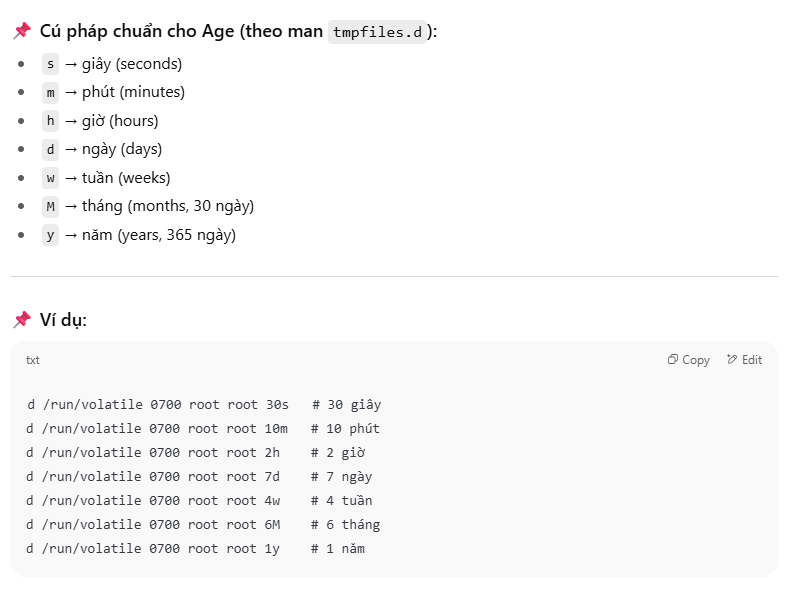 📌 Cú pháp chuẩn cho Age (theo man tmpfiles.d):
• s → giây (seconds)
• m → phút (minutes)
• h → giờ (hours)
• d → ngày (days)
• w → tuần (weeks)
• M → tháng (months, 30 ngày)
• y → năm (years, 365 ngày)
📌 Ví dụ:
txt Copy Edit
d /run/volatile 0700 root root 30s   # 30 giây
d /run/volatile 0700 root root 10m   # 10 phút
d /run/volatile 0700 root root 2h    # 2 giờ
d /run/volatile 0700 root root 7d    # 7 ngày
d /run/volatile 0700 root root 4w    # 4 tuần
d /run/volatile 0700 root root 6M    # 6 tháng
d /run/volatile 0700 root root 1y    # 1 năm